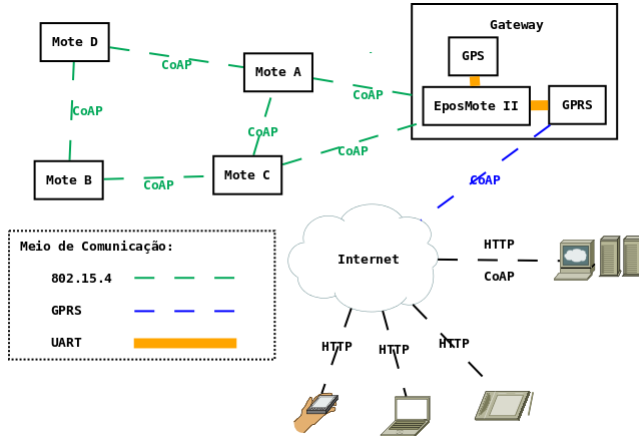 Gateway
Mote D
GPS
CoAP
Mote A
CoAP
EposMote II
GPRS
CoAP
CoAP
CoAP
Mote B
CoAP
Mote C
CoAP
Meio de Comunicação:
802.15.4
GPRS
UART
Internet
HTTP
CoAP
HTTP
HTTP
HTTP